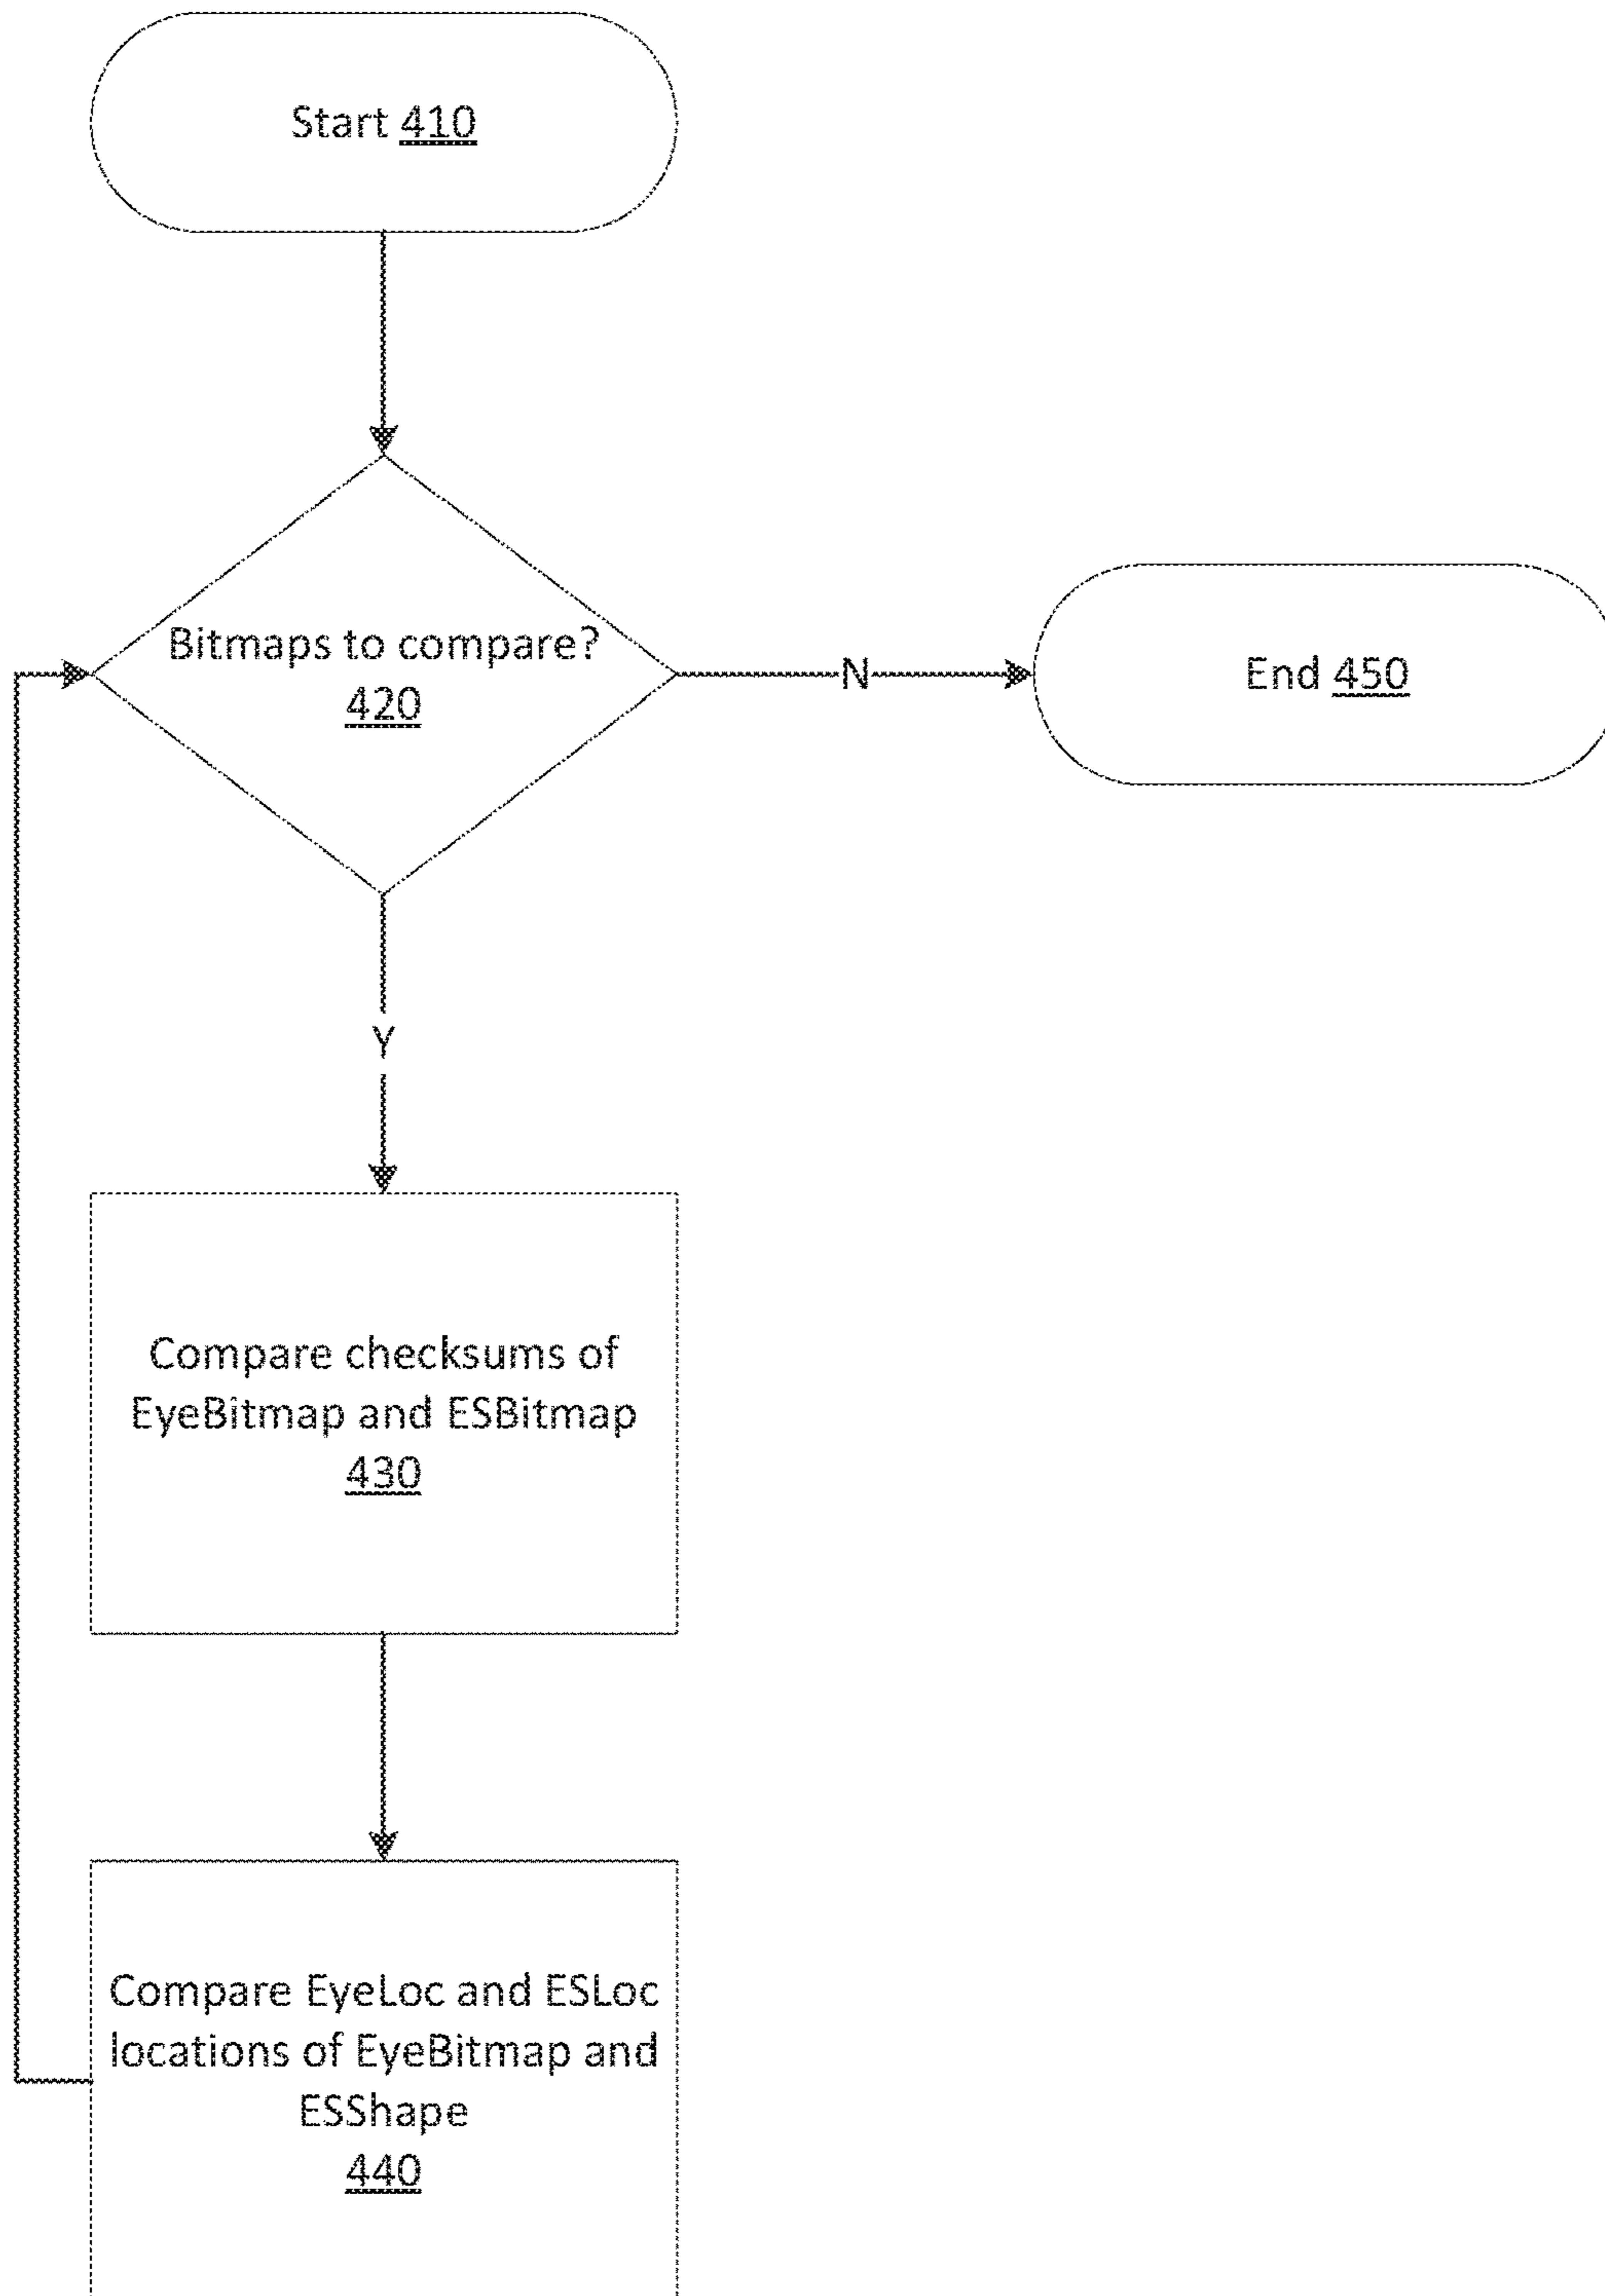 Start 410
Bitmaps to compare?
420
N
End 450
Y
Compare checksums of
EyeBitmap and ESBitmap
430
Compare EyeLoc and ESLoc
locations of EyeBitmap and
ESShape
440